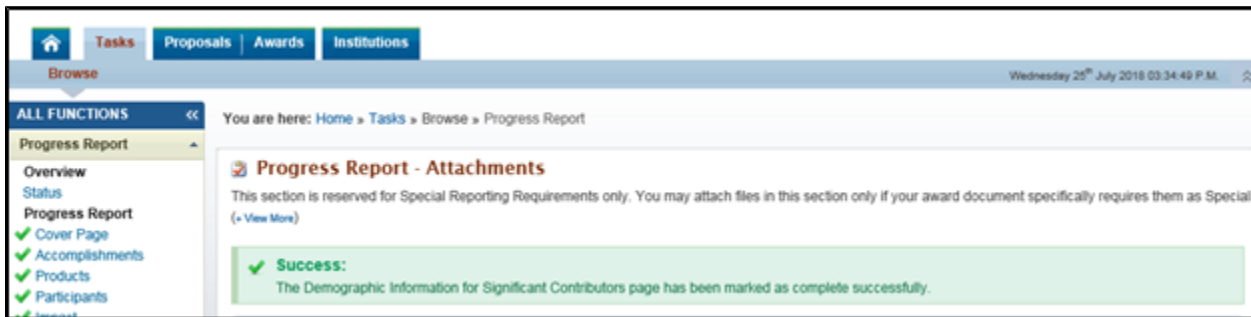 Tasks Proposals | Awards Institutions
Browse Wednesday 25th July 2018 03:34:49 P.M.
ALL FUNCTIONS «
You are here: Home » Tasks » Browse » Progress Report
Progress Report
Overview
Status
Progress Report
Cover Page
Accomplishments
Products
Participants
Impact
Progress Report - Attachments
This section is reserved for Special Reporting Requirements only. You may attach files in this section only if your award document specifically requires them as Special
(+ View More)
Success:
The Demographic Information for Significant Contributors page has been marked as complete successfully.